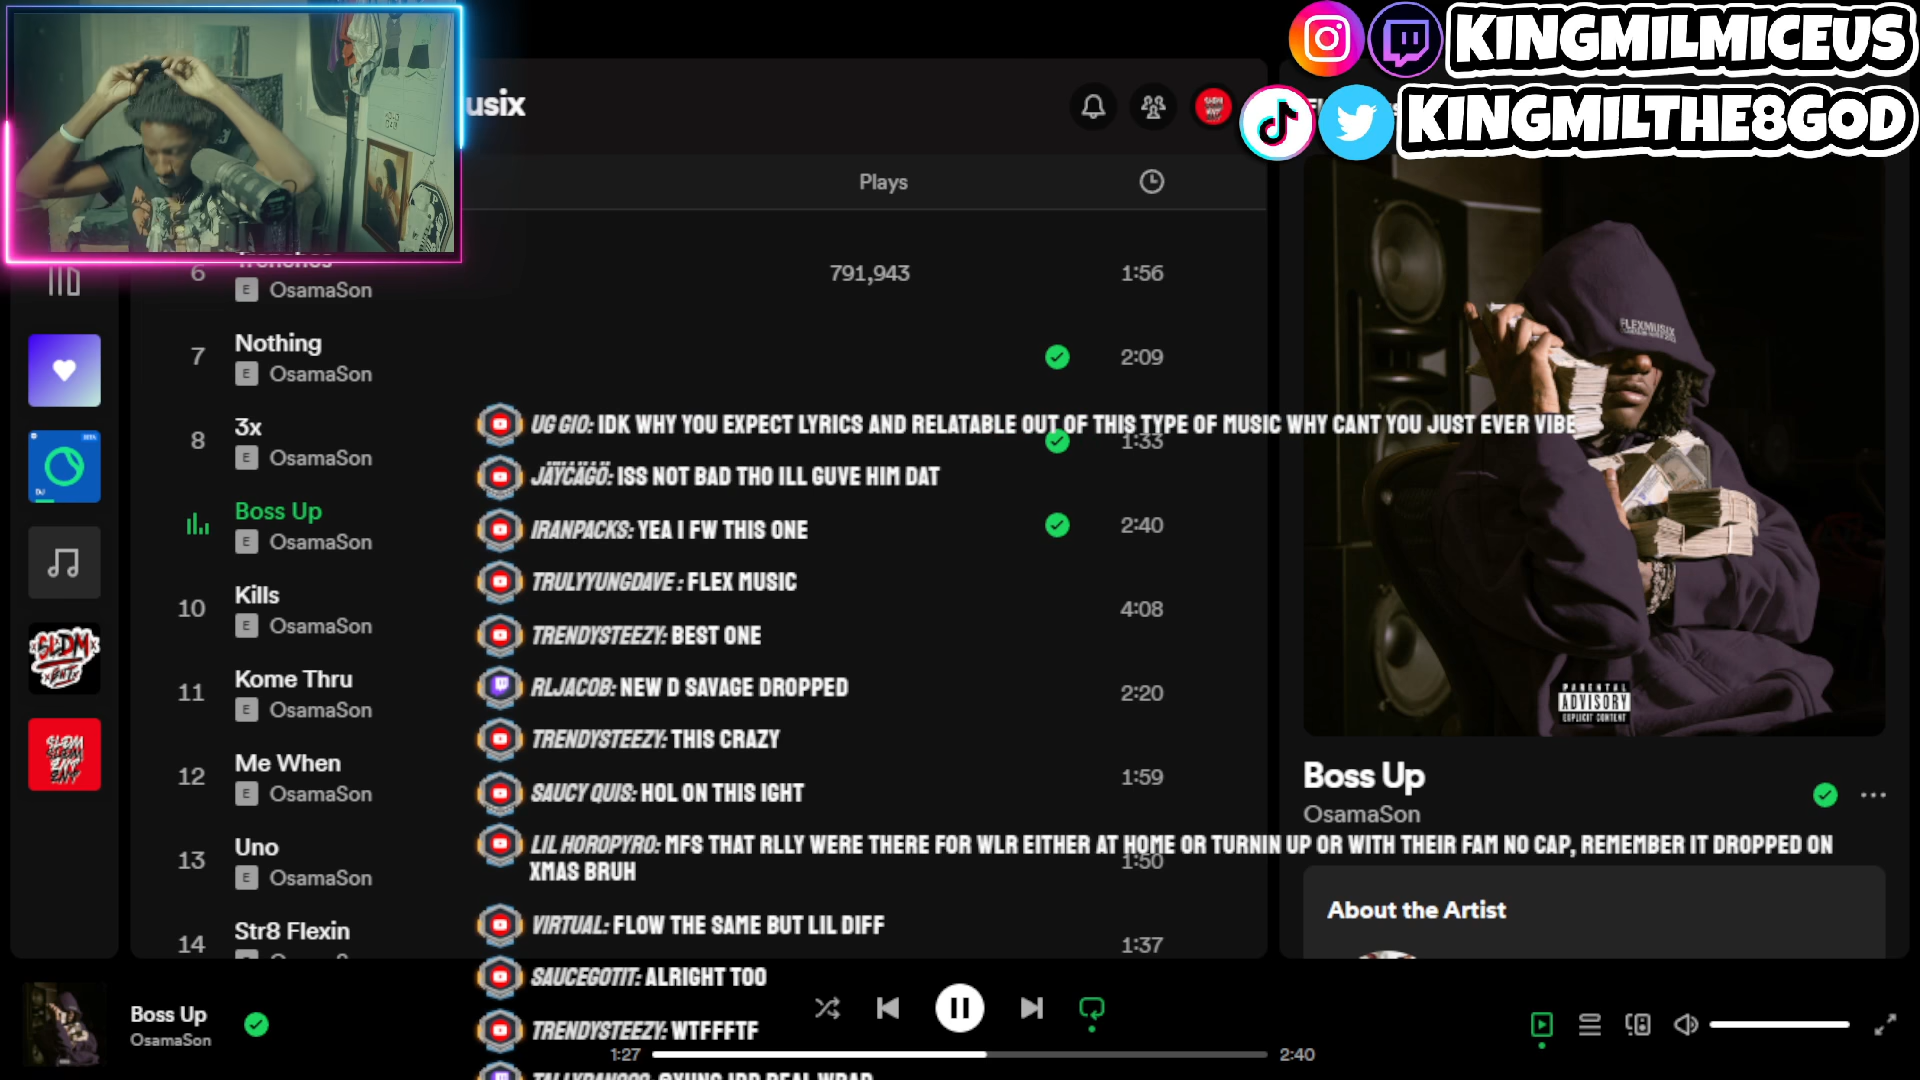 KINGMILMICEUS
usix
KINGMILTHE8GOD
Plays
6
791,943
1:56
E OsamaSon
7
Nothing
2:09
E OsamaSon
8
3x
1:33
E OsamaSon
UG GIO: IDK WHY YOU EXPECT LYRICS AND RELATABLE OUT OF THIS TYPE OF MUSIC WHY CANT YOU JUST EVER VIBE
JÄYCÄGÖ: ISS NOT BAD THO ILL GUVE HIM DAT
Boss Up
2:40
E OsamaSon
IRANPACKS: YEA I FW THIS ONE
TRULYYUNGDAVE : FLEX MUSIC
10
Kills
4:08
E OsamaSon
TRENDYSTEEZY: BEST ONE
11
Kome Thru
2:20
E OsamaSon
RLJACOB: NEW D SAVAGE DROPPED
TRENDYSTEEZY: THIS CRAZY
12
Me When
1:59
E OsamaSon
SAUCY QUIS: HOL ON THIS IGHT
13
Uno
1:50
E OsamaSon
LIL HOROPYRO: MFS THAT RLLY WERE THERE FOR WLR EITHER AT HOME OR TURNIN UP OR WITH THEIR FAM NO CAP, REMEMBER IT DROPPED ON
XMAS BRUH
14
Str8 Flexin
1:37
VIRTUAL: FLOW THE SAME BUT LIL DIFF
SAUCEGOTIT: ALRIGHT TOO
TRENDYSTEEZY: WTFFFTF
FLEXMUSIX
PARENTAL
ADVISORY
EXPLICIT CONTENT
Boss Up
OsamaSon
About the Artist
Boss Up
OsamaSon
1:27
2:40